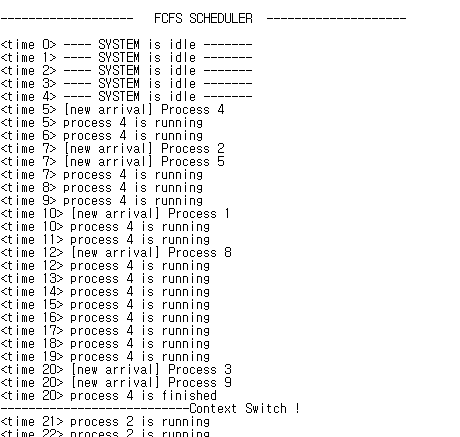 -------------------   FCFS SCHEDULER  --------------------
<time 0> ---- SYSTEM is idle -------
<time 1> ---- SYSTEM is idle -------
<time 2> ---- SYSTEM is idle -------
<time 3> ---- SYSTEM is idle -------
<time 4> ---- SYSTEM is idle -------
<time 5> [new arrival] Process 4
<time 5> process 4 is running
<time 6> process 4 is running
<time 7> [new arrival] Process 2
<time 7> [new arrival] Process 5
<time 7> process 4 is running
<time 8> process 4 is running
<time 9> process 4 is running
<time 10> [new arrival] Process 1
<time 10> process 4 is running
<time 11> process 4 is running
<time 12> [new arrival] Process 8
<time 12> process 4 is running
<time 13> process 4 is running
<time 14> process 4 is running
<time 15> process 4 is running
<time 16> process 4 is running
<time 17> process 4 is running
<time 18> process 4 is running
<time 19> process 4 is running
<time 20> [new arrival] Process 3
<time 20> [new arrival] Process 9
<time 20> process 4 is finished
---------------------------Context Switch !
<time 21> process 2 is running
<time 22> process 2 is running